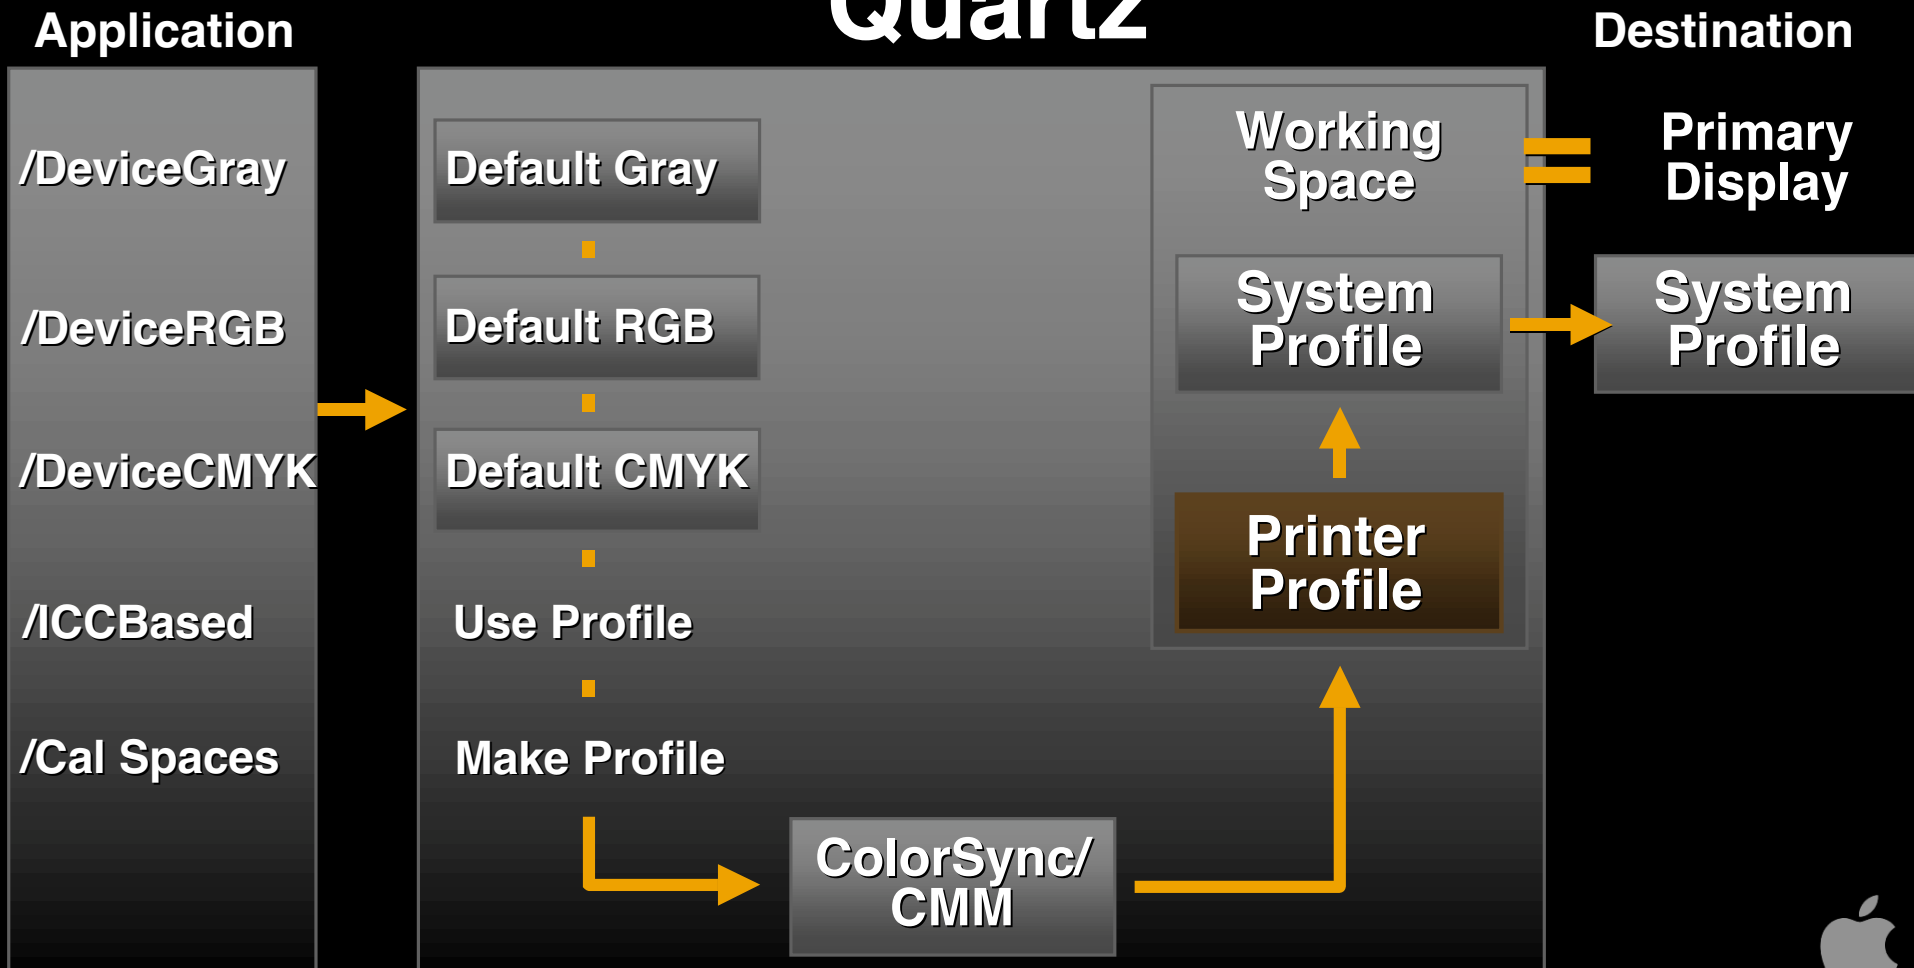 Quartz
Application
Destination
/DeviceGray
/DeviceRGB
/DeviceCMYK
/ICCBased
/Cal Spaces
Default Gray
Default RGB
Default CMYK
Use Profile
Make Profile
ColorSync/
CMM
Working
Space
System
Profile
Printer
Profile
Primary
Display
System
Profile